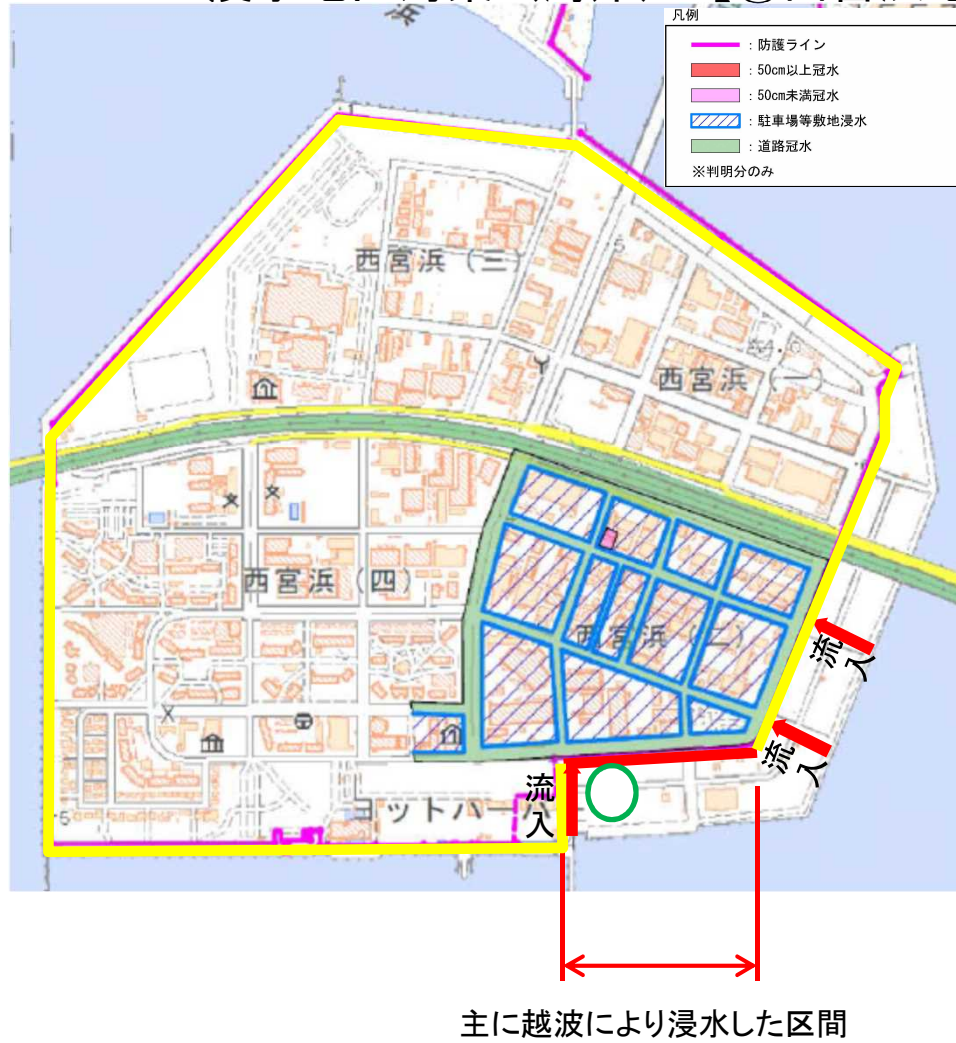 凡例
：防護ライン
：50cm以上冠水
：50cm未満冠水
：駐車場等敷地浸水
：道路冠水
※判明分のみ
浜
西宮浜（三）
5
西宮浜（一）
西宮浜（四）
西宮浜（二）
流入
流入
流入
ヨットハーバー
5
主に越波により浸水した区間